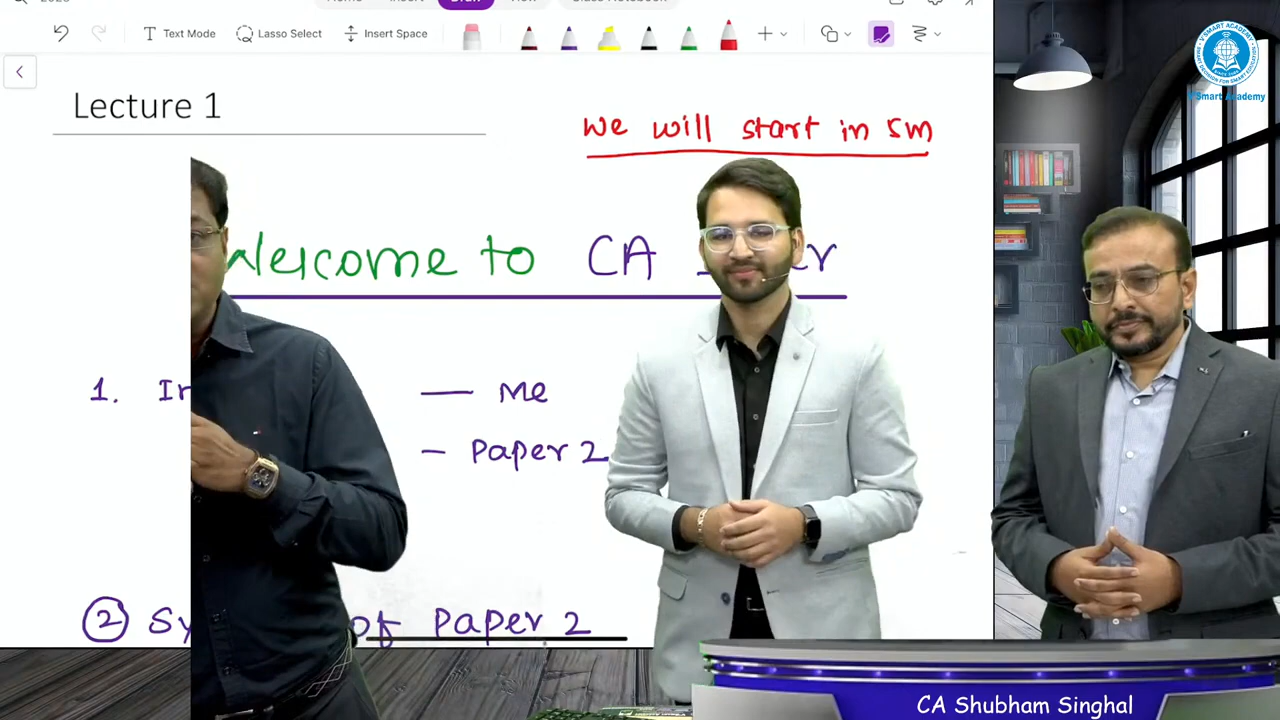 Text Mode Lasso Select Insert Space
Lecture 1
We will start in 5m
Welcome to CA
1. — Me
— Paper 2
② of Paper 2
V'Smart Academy
CA Shubham Singhal